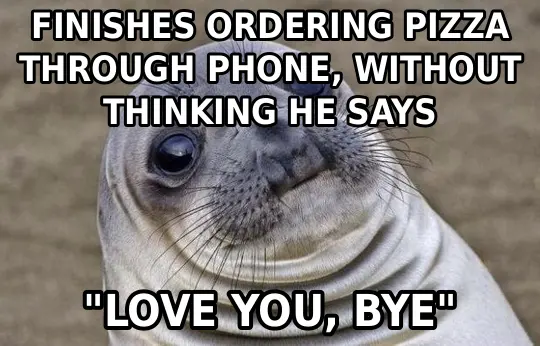 FINISHES ORDERING PIZZA
THROUGH PHONE, WITHOUT
THINKING HE SAYS
"LOVE YOU, BYE"